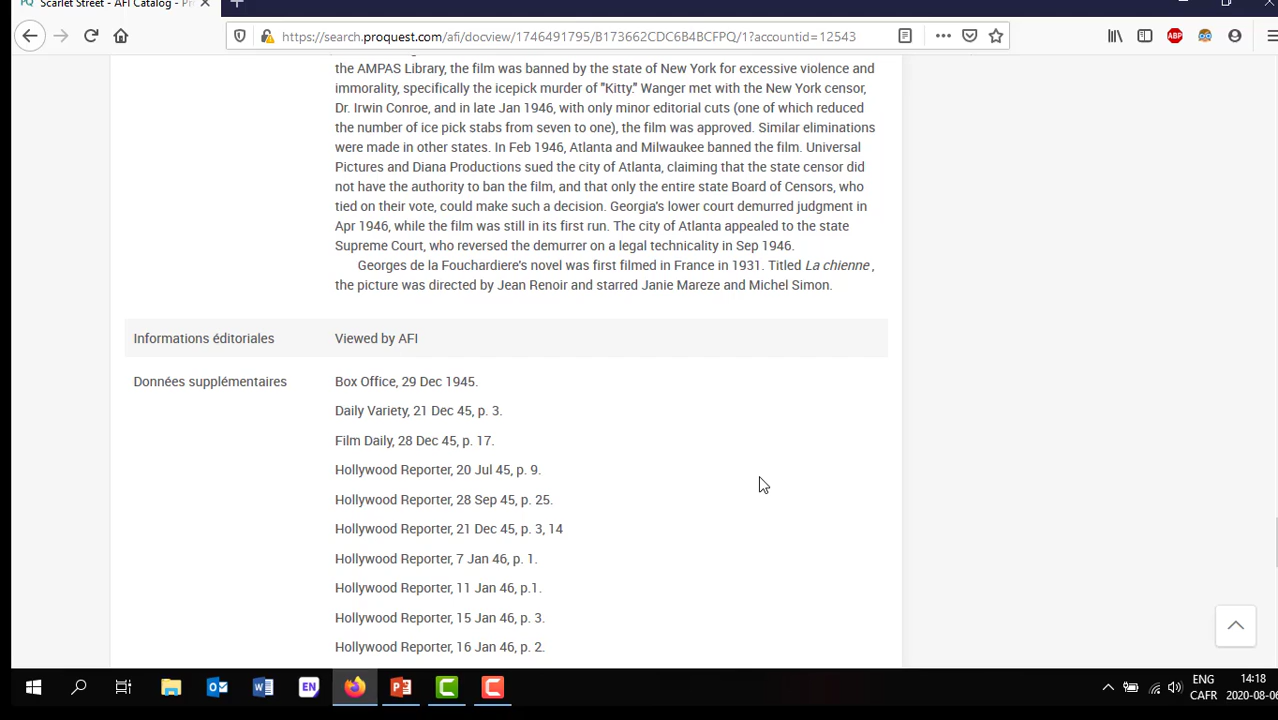 Scarlet Street - AFI Catalog - Pr
https://search.proquest.com/afi/docview/1746491795/B173662CDC6B4BCFPQ/1?accountid=12543
ABP
the AMPAS Library, the film was banned by the state of New York for excessive violence and
immorality, specifically the icepick murder of "Kitty." Wanger met with the New York censor,
Dr. Irwin Conroe, and in late Jan 1946, with only minor editorial cuts (one of which reduced
the number of ice pick stabs from seven to one), the film was approved. Similar eliminations
were made in other states. In Feb 1946, Atlanta and Milwaukee banned the film. Universal
Pictures and Diana Productions sued the city of Atlanta, claiming that the state censor did
not have the authority to ban the film, and that only the entire state Board of Censors, who
tied on their vote, could make such a decision. Georgia's lower court demurred judgment in
Apr 1946, while the film was still in its first run. The city of Atlanta appealed to the state
Supreme Court, who reversed the demurrer on a legal technicality in Sep 1946.
Georges de la Fouchardiere's novel was first filmed in France in 1931. Titled La chienne ,
the picture was directed by Jean Renoir and starred Janie Mareze and Michel Simon.
Informations éditoriales
Viewed by AFI
Données supplémentaires
Box Office, 29 Dec 1945.
Daily Variety, 21 Dec 45, p. 3.
Film Daily, 28 Dec 45, p. 17.
Hollywood Reporter, 20 Jul 45, p. 9.
Hollywood Reporter, 28 Sep 45, p. 25.
Hollywood Reporter, 21 Dec 45, p. 3, 14
Hollywood Reporter, 7 Jan 46, p. 1.
Hollywood Reporter, 11 Jan 46, p.1.
Hollywood Reporter, 15 Jan 46, p. 3.
Hollywood Reporter, 16 Jan 46, p. 2.
EN
ENG
CAFR
14:18
2020-08-06